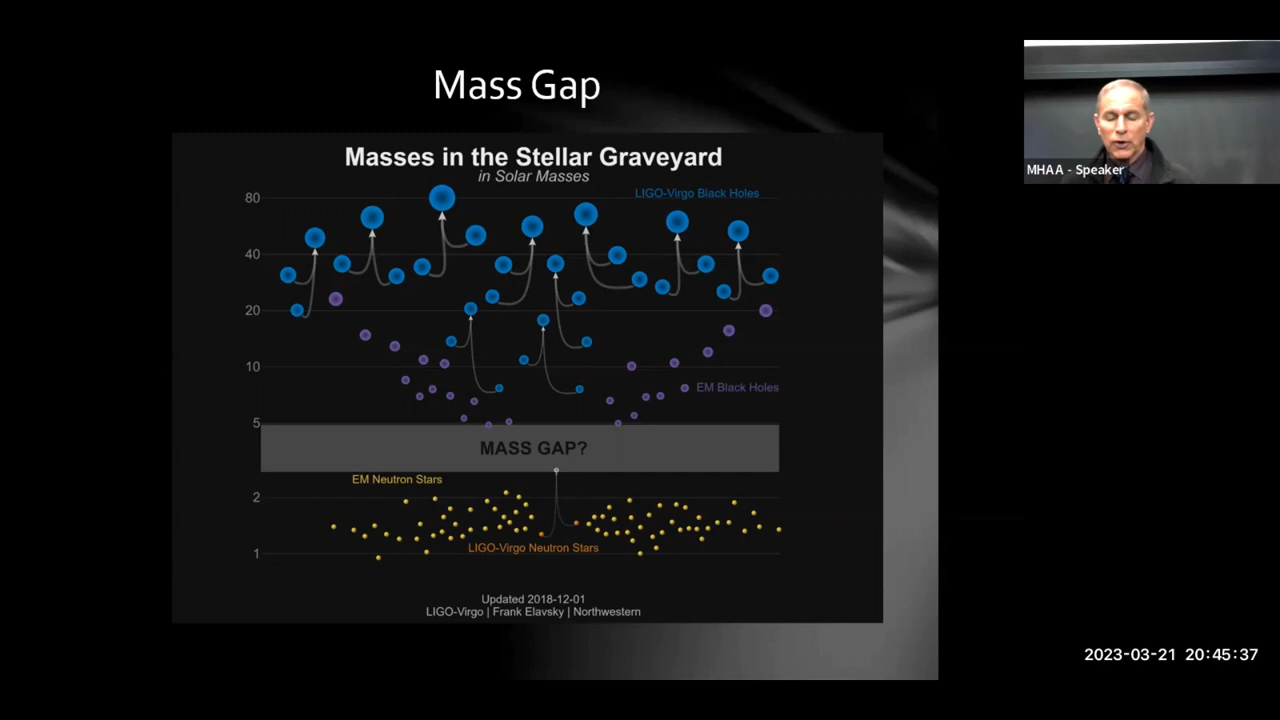 Mass Gap
Masses in the Stellar Graveyard
in Solar Masses
80
LIGO-Virgo Black Holes
40
20
10
EM Black Holes
5
MASS GAP?
EM Neutron Stars
2
LIGO-Virgo Neutron Stars
1
Updated 2018-12-01
LIGO-Virgo | Frank Elavsky | Northwestern
MHAA - Speaker
2023-03-21 20:45:37